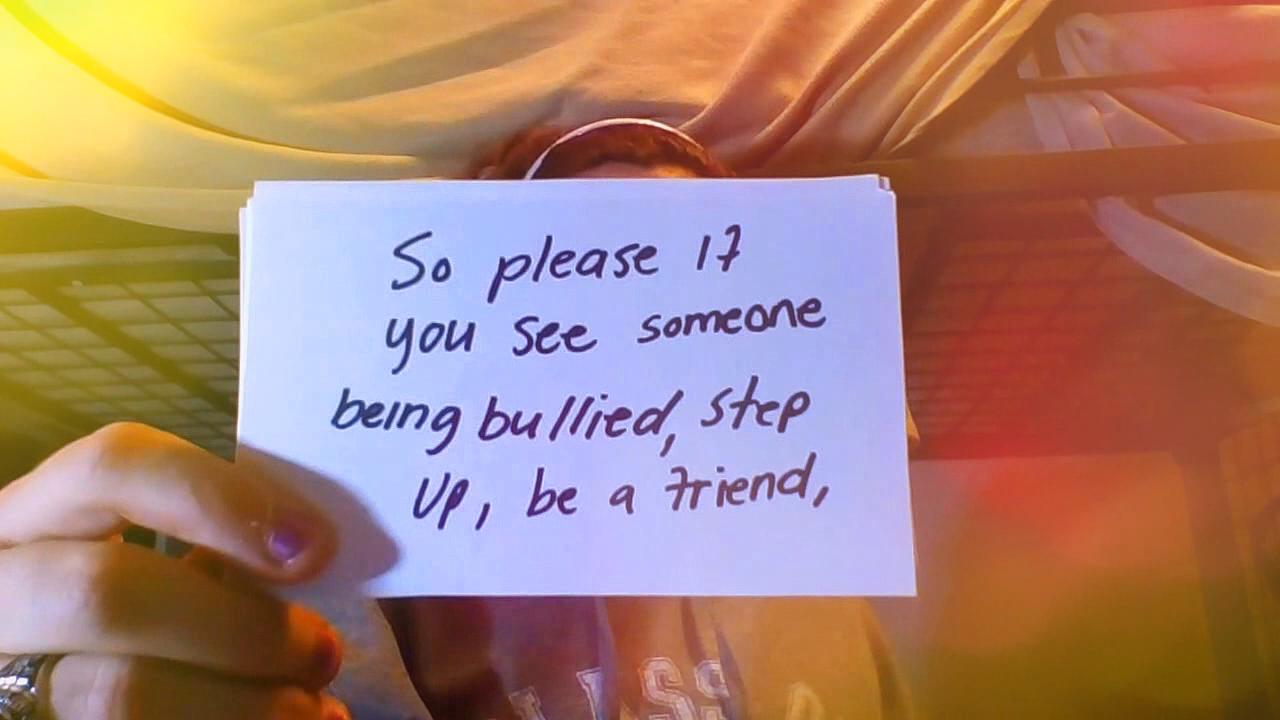 So please if
you see someone
being bullied, step
up, be a friend,